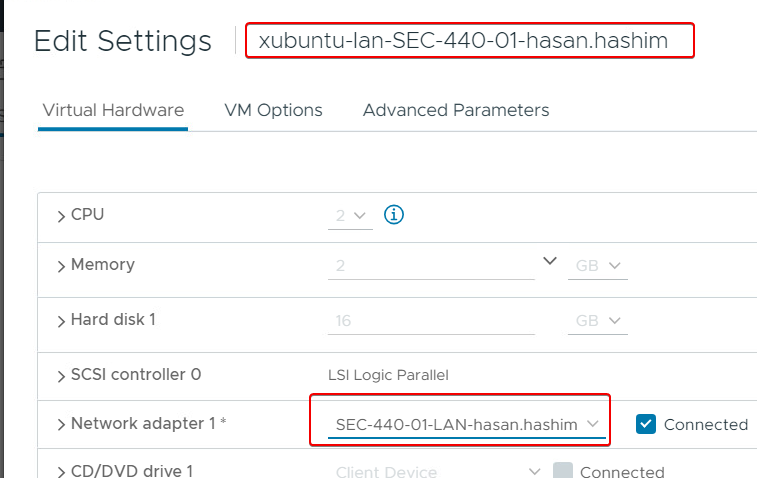 Edit Settings | xubuntu-lan-SEC-440-01-hasan.hashim
Virtual Hardware VM Options Advanced Parameters
CPU 2
Memory 2 GB
Hard disk 1 16 GB
SCSI controller 0 LSI Logic Parallel
Network adapter 1 * SEC-440-01-LAN-hasan.hashim Connected
CD/DVD drive 1 Client Device Connected